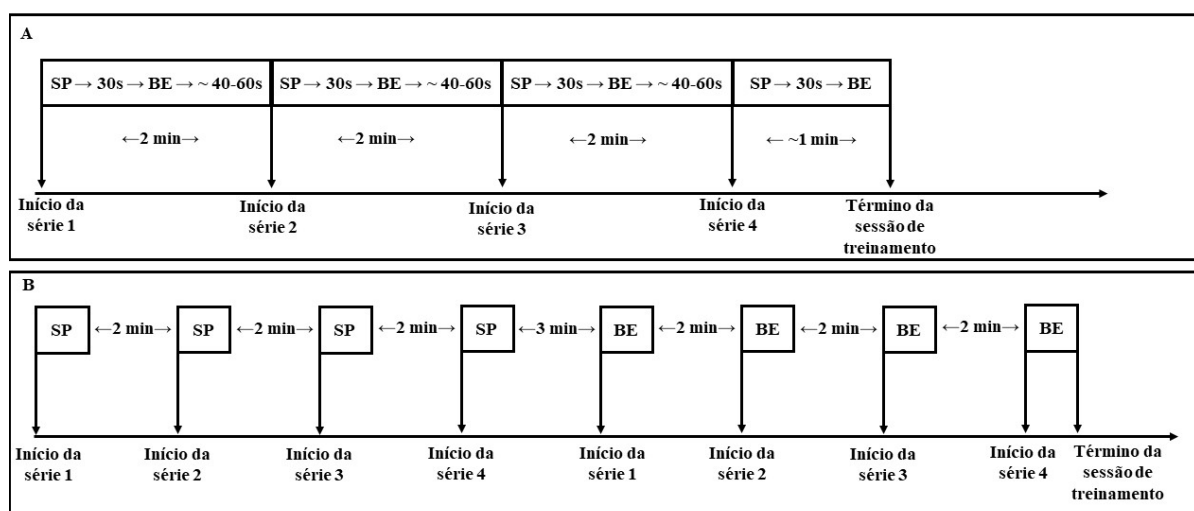 A
SP → 30s → BE → ~ 40-60s SP → 30s → BE → ~ 40-60s SP → 30s → BE → ~ 40-60s SP → 30s → BE
←2 min→ ←2 min→ ←2 min→ ← ~1 min→
Início da série 1
Início da série 2
Início da série 3
Início da série 4
Término da sessão de treinamento
B
SP ←2 min→ SP ←2 min→ SP ←2 min→ SP ←3 min→ BE ←2 min→ BE ←2 min→ BE ←2 min→ BE
Início da série 1
Início da série 2
Início da série 3
Início da série 4
Início da série 1
Início da série 2
Início da série 3
Início da série 4
Término da sessão de treinamento